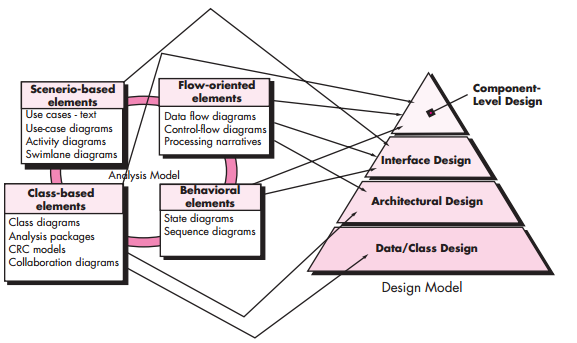 Scenerio-based
elements
Use cases - text
Use-case diagrams
Activity diagrams
Swimlane diagrams
Flow-oriented
elements
Data flow diagrams
Control-flow diagrams
Processing narratives
Analysis Model
Class-based
elements
Class diagrams
Analysis packages
CRC models
Collaboration diagrams
Behavioral
elements
State diagrams
Sequence diagrams
Component-
Level Design
Interface Design
Architectural Design
Data/Class Design
Design Model